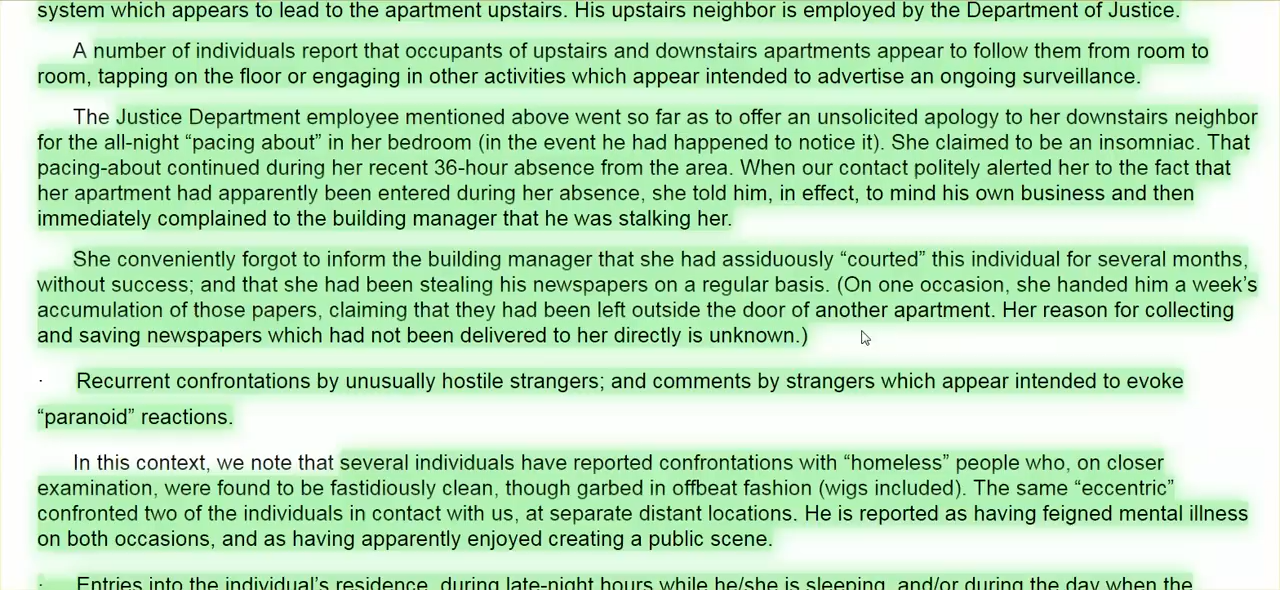 system which appears to lead to the apartment upstairs. His upstairs neighbor is employed by the Department of Justice.
A number of individuals report that occupants of upstairs and downstairs apartments appear to follow them from room to
room, tapping on the floor or engaging in other activities which appear intended to advertise an ongoing surveillance.
The Justice Department employee mentioned above went so far as to offer an unsolicited apology to her downstairs neighbor
for the all-night “pacing about” in her bedroom (in the event he had happened to notice it). She claimed to be an insomniac. That
pacing-about continued during her recent 36-hour absence from the area. When our contact politely alerted her to the fact that
her apartment had apparently been entered during her absence, she told him, in effect, to mind his own business and then
immediately complained to the building manager that he was stalking her.
She conveniently forgot to inform the building manager that she had assiduously “courted” this individual for several months,
without success; and that she had been stealing his newspapers on a regular basis. (On one occasion, she handed him a week’s
accumulation of those papers, claiming that they had been left outside the door of another apartment. Her reason for collecting
and saving newspapers which had not been delivered to her directly is unknown.)
· Recurrent confrontations by unusually hostile strangers; and comments by strangers which appear intended to evoke
“paranoid” reactions.
In this context, we note that several individuals have reported confrontations with “homeless” people who, on closer
examination, were found to be fastidiously clean, though garbed in offbeat fashion (wigs included). The same “eccentric”
confronted two of the individuals in contact with us, at separate distant locations. He is reported as having feigned mental illness
on both occasions, and as having apparently enjoyed creating a public scene.
· Entries into the individual’s residence, during late-night hours while he/she is sleeping, and/or during the day when the